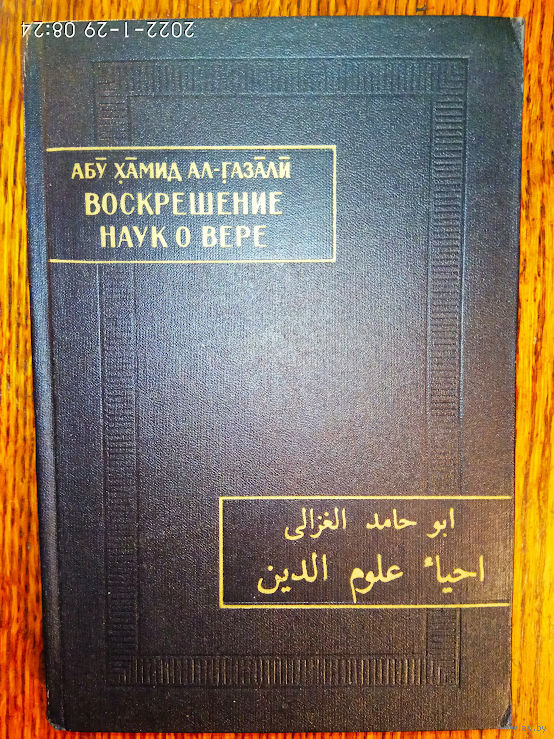 2022-1-29 08:24
АБӮ ХА̄МИД АЛ-ГАЗА̄ЛӢ
ВОСКРЕШЕНИЕ
НАУК О ВЕРЕ
ابو حامد الغزالى
احياء علوم الدين